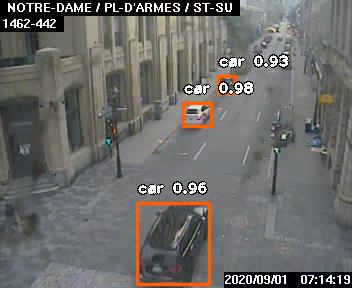 NOTRE-DAME / PL-D'ARMES / ST-SU
1462-442
car 0.93
car 0.98
car 0.96
2020/09/01 07:14:19